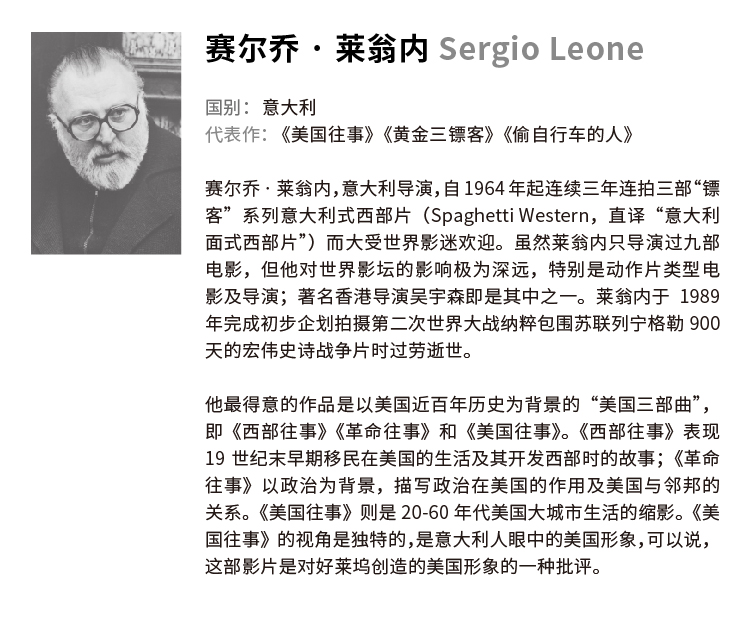 赛尔乔·莱翁内 Sergio Leone
国别：意大利
代表作：《美国往事》《黄金三镖客》《偷自行车的人》
赛尔乔·莱翁内，意大利导演，自1964年起连续三年连拍三部“镖
客”系列意大利式西部片（Spaghetti Western，直译“意大利
面式西部片”）而大受世界影迷欢迎。虽然莱翁内只导演过九部
电影，但他对世界影坛的影响极为深远，特别是动作片类型电
影及导演；著名香港导演吴宇森即是其中之一。莱翁内于 1989
年完成初步企划拍摄第二次世界大战纳粹包围苏联列宁格勒 900
天的宏伟史诗战争片时过劳逝世。
他最得意的作品是以美国近百年历史为背景的“美国三部曲”，
即《西部往事》《革命往事》和《美国往事》。《西部往事》表现
19 世纪末早期移民在美国的生活及其开发西部时的故事；《革命
往事》以政治为背景，描写政治在美国的作用及美国与邻邦的
关系。《美国往事》则是 20-60 年代美国大城市生活的缩影。《美
国往事》的视角是独特的，是意大利人眼中的美国形象，可以说，
这部影片是对好莱坞创造的美国形象的一种批评。